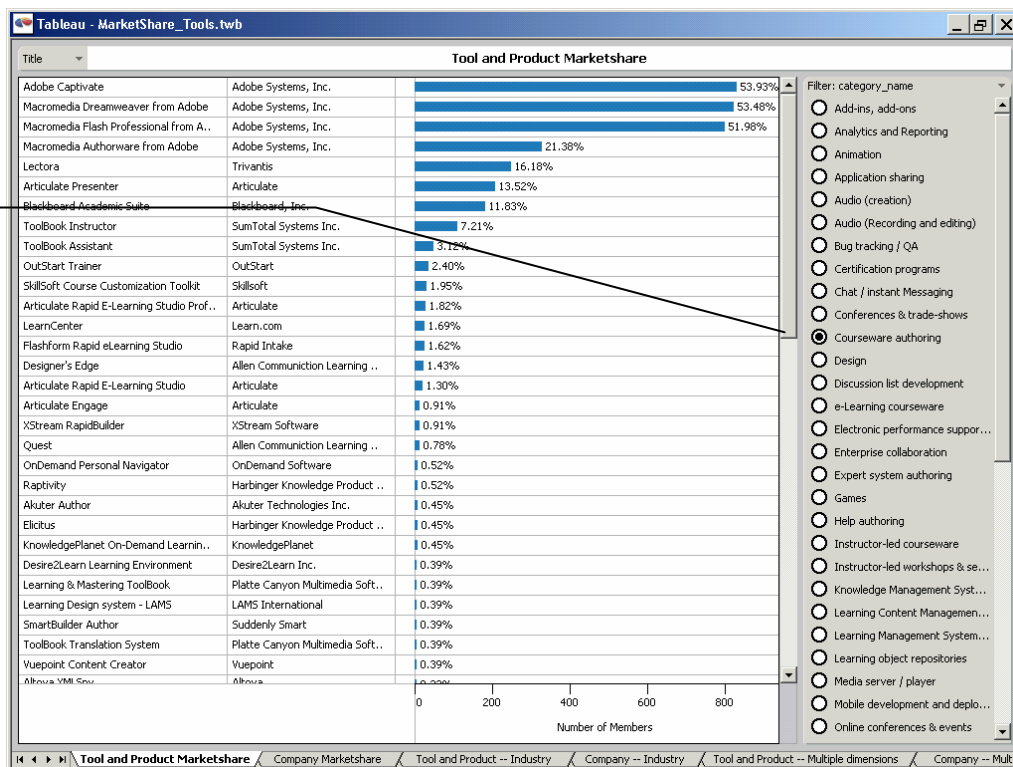 Tableau - MarketShare_Tools.twb
Title Tool and Product Marketshare
Adobe Captivate Adobe Systems, Inc. 53.93%
Macromedia Dreamweaver from Adobe Adobe Systems, Inc. 53.48%
Macromedia Flash Professional from A.. Adobe Systems, Inc. 51.98%
Macromedia Authorware from Adobe Adobe Systems, Inc. 21.38%
Lectora Trivantis 16.18%
Articulate Presenter Articulate 13.52%
Blackboard Academic Suite Blackboard, Inc. 11.83%
ToolBook Instructor SumTotal Systems Inc. 7.21%
ToolBook Assistant SumTotal Systems Inc. 3.12%
OutStart Trainer OutStart 2.40%
SkillSoft Course Customization Toolkit Skillsoft 1.95%
Articulate Rapid E-Learning Studio Prof.. Articulate 1.82%
LearnCenter Learn.com 1.69%
Flashform Rapid eLearning Studio Rapid Intake 1.62%
Designer's Edge Allen Communiction Learning .. 1.43%
Articulate Rapid E-Learning Studio Articulate 1.30%
Articulate Engage Articulate 0.91%
XStream RapidBuilder XStream Software 0.91%
Quest Allen Communiction Learning .. 0.78%
OnDemand Personal Navigator OnDemand Software 0.52%
Raptivity Harbinger Knowledge Product .. 0.52%
Akuter Author Akuter Technologies Inc. 0.45%
Elicitus Harbinger Knowledge Product .. 0.45%
KnowledgePlanet On-Demand Learnin.. KnowledgePlanet 0.45%
Desire2Learn Learning Environment Desire2Learn Inc. 0.39%
Learning & Mastering ToolBook Platte Canyon Multimedia Soft.. 0.39%
Learning Design system - LAMS LAMS International 0.39%
SmartBuilder Author Suddenly Smart 0.39%
ToolBook Translation System Platte Canyon Multimedia Soft.. 0.39%
Vuepoint Content Creator Vuepoint 0.39%
Altova XMLSpy Altova
0 200 400 600 800
Number of Members
Filter: category_name
Add-ins, add-ons
Analytics and Reporting
Animation
Application sharing
Audio (creation)
Audio (Recording and editing)
Bug tracking / QA
Certification programs
Chat / instant Messaging
Conferences & trade-shows
Courseware authoring
Design
Discussion list development
e-Learning courseware
Electronic performance suppor...
Enterprise collaboration
Expert system authoring
Games
Help authoring
Instructor-led courseware
Instructor-led workshops & se...
Knowledge Management Syst...
Learning Content Managemen...
Learning Management System...
Learning object repositories
Media server / player
Mobile development and deplo...
Online conferences & events
Tool and Product Marketshare Company Marketshare Tool and Product -- Industry Company -- Industry Tool and Product -- Multiple dimensions Company -- Mult